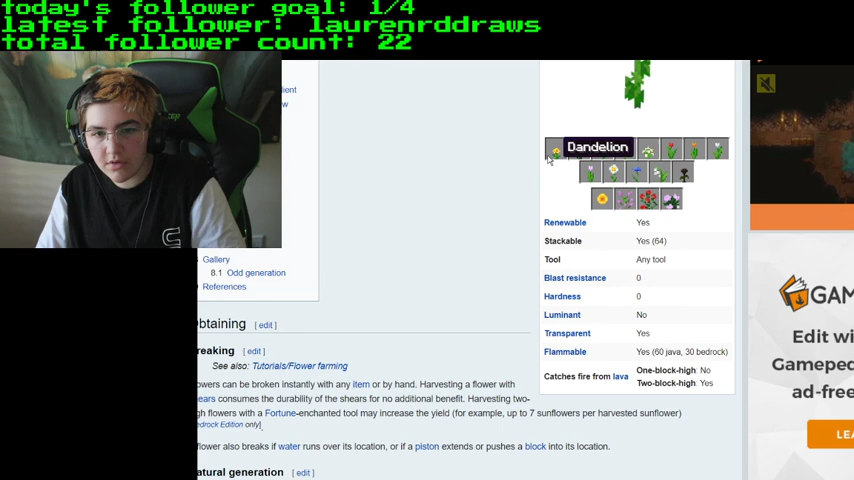 today's follower goal: 1/4
latest follower: laurenrddraws
total follower count: 22
lient
w
Dandelion
Renewable Yes
Stackable Yes (64)
Tool Any tool
Blast resistance 0
Hardness 0
Luminant No
Transparent Yes
Flammable Yes (60 java, 30 bedrock)
Catches fire from lava One-block-high: No
Two-block-high: Yes
Gallery
8.1 Odd generation
References
Obtaining [ edit ]
reaking [ edit ]
See also: Tutorials/Flower farming
owers can be broken instantly with any item or by hand. Harvesting a flower with
ears consumes the durability of the shears for no additional benefit. Harvesting two-
gh flowers with a Fortune-enchanted tool may increase the yield (for example, up to 7 sunflowers per harvested sunflower)
edrock Edition only].
flower also breaks if water runs over its location, or if a piston extends or pushes a block into its location.
atural generation [ edit ]
GAM
Edit wi
Gamepedi
ad-free
LEA